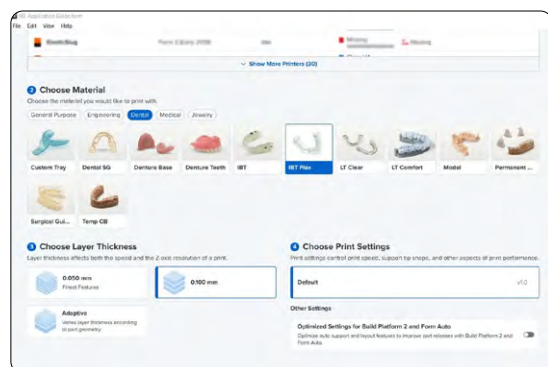 File Edit View Help
Missing
Show More Printers (20)
2 Choose Material
Choose the material you would like to print with.
General Purpose Engineering Dental Medical Jewelry
Custom Tray Dental SG Denture Base Denture Teeth IBT IBT Flex LT Clear LT Comfort Model Permanent ...
Surgical Gui... Temp CB
3 Choose Layer Thickness
Layer thickness affects both the speed and the Z-axis resolution of a print.
0.050 mm
Finest Features
0.100 mm
Adaptive
Varies layer thickness according
to part geometry
4 Choose Print Settings
Print settings control print speed, support tip shape, and other aspects of print performance.
Default v1.0
Other Settings
Optimized Settings for Build Platform 2 and Form Auto
Optimize auto support and layout features to improve part releases with Build Platform 2 and
Form Auto.